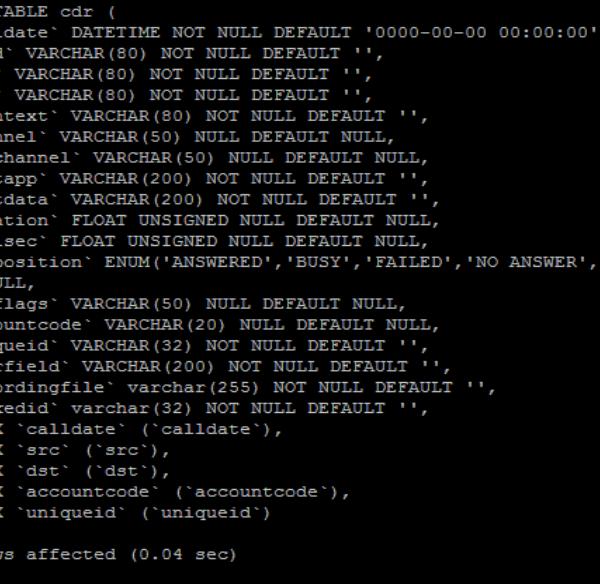 TABLE cdr (
ldate` DATETIME NOT NULL DEFAULT '0000-00-00 00:00:00'
d` VARCHAR(80) NOT NULL DEFAULT '',
` VARCHAR(80) NOT NULL DEFAULT '',
` VARCHAR(80) NOT NULL DEFAULT '',
ntext` VARCHAR(80) NOT NULL DEFAULT '',
nnel` VARCHAR(50) NULL DEFAULT NULL,
channel` VARCHAR(50) NULL DEFAULT NULL,
tapp` VARCHAR(200) NOT NULL DEFAULT '',
tdata` VARCHAR(200) NOT NULL DEFAULT '',
ation` FLOAT UNSIGNED NULL DEFAULT NULL,
lsec` FLOAT UNSIGNED NULL DEFAULT NULL,
position` ENUM('ANSWERED','BUSY','FAILED','NO ANSWER',
ULL,
flags` VARCHAR(50) NULL DEFAULT NULL,
ountcode` VARCHAR(20) NULL DEFAULT NULL,
queid` VARCHAR(32) NOT NULL DEFAULT '',
rfield` VARCHAR(200) NOT NULL DEFAULT '',
ordingfile` varchar(255) NOT NULL DEFAULT '',
kedid` varchar(32) NOT NULL DEFAULT '',
X `calldate` (`calldate`),
X `src` (`src`),
X `dst` (`dst`),
X `accountcode` (`accountcode`),
X `uniqueid` (`uniqueid`)
ws affected (0.04 sec)